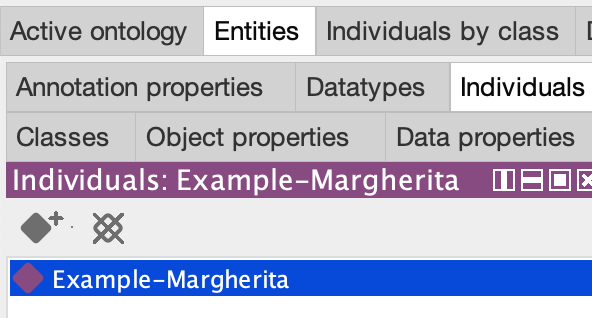 Active ontology Entities Individuals by class
Annotation properties Datatypes Individuals
Classes Object properties Data properties
Individuals: Example–Margherita
Example–Margherita